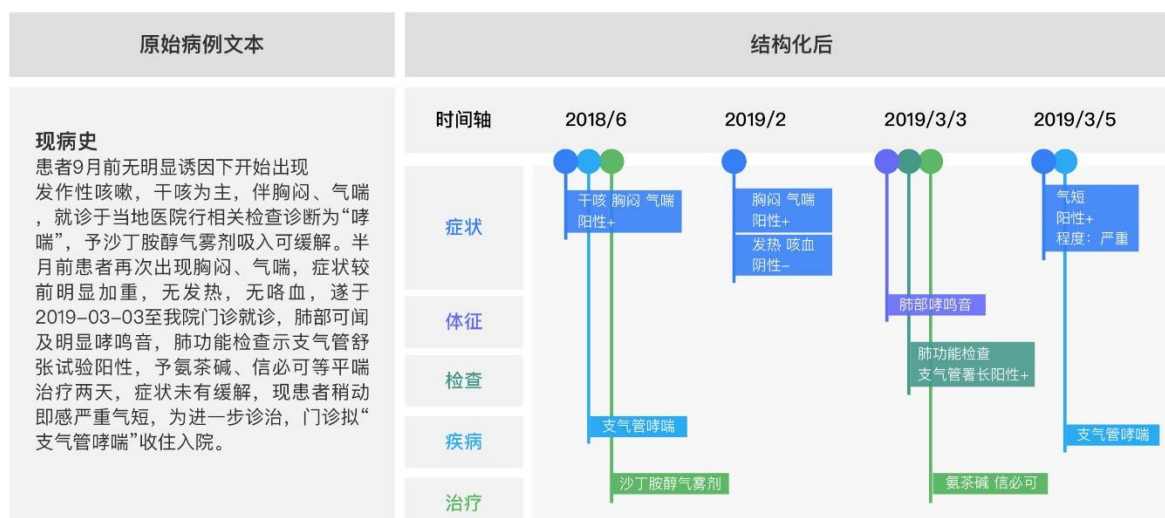 原始病例文本
结构化后
现病史
患者9月前无明显诱因下开始出现
发作性咳嗽，干咳为主，伴胸闷、气喘
，就诊于当地医院行相关检查诊断为“哮
喘”，予沙丁胺醇气雾剂吸入可缓解。半
月前患者再次出现胸闷、气喘，症状较
前明显加重，无发热，无咯血，遂于
2019-03-03至我院门诊就诊，肺部可闻
及明显哮鸣音，肺功能检查示支气管舒
张试验阳性，予氨茶碱、信必可等平喘
治疗两天，症状未有缓解，现患者稍动
即感严重气短，为进一步诊治，门诊拟“
支气管哮喘”收住入院。
时间轴
2018/6
2019/2
2019/3/3
2019/3/5
症状
干咳 胸闷 气喘
阳性+
胸闷 气喘
阳性+
发热 咳血
阴性-
气短
阳性+
程度：严重
体征
肺部哮鸣音
检查
肺功能检查
支气管署长阳性+
疾病
支气管哮喘
支气管哮喘
治疗
沙丁胺醇气雾剂
氨茶碱 信必可